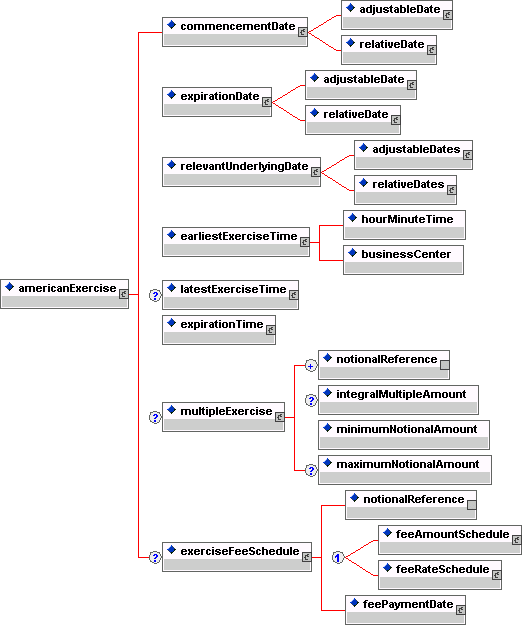 commencementDate
adjustableDate
relativeDate
expirationDate
adjustableDate
relativeDate
relevantUnderlyingDate
adjustableDates
relativeDates
earliestExerciseTime
hourMinuteTime
businessCenter
americanExercise
? latestExerciseTime
expirationTime
? multipleExercise
+ notionalReference
? integralMultipleAmount
minimumNotionalAmount
? maximumNotionalAmount
? exerciseFeeSchedule
notionalReference
1
feeAmountSchedule
feeRateSchedule
feePaymentDate